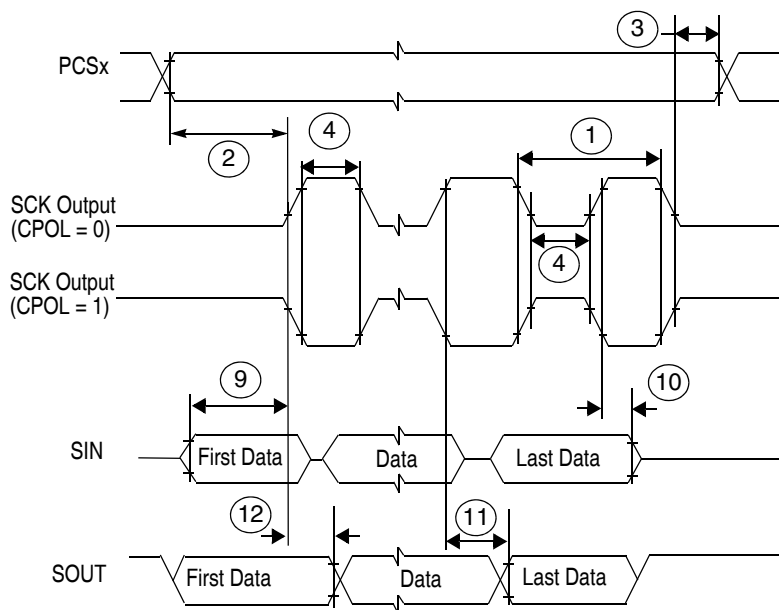 3
PCSx
2
4
1
SCK Output
(CPOL = 0)
4
SCK Output
(CPOL = 1)
9
10
SIN
First Data
Data
Last Data
12
11
SOUT
First Data
Data
Last Data